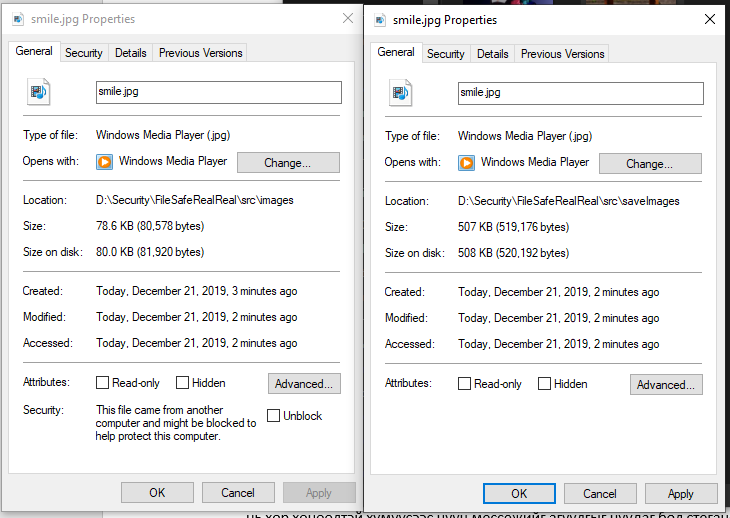 smile.jpg Properties
General Security Details Previous Versions
smile.jpg
Type of file: Windows Media Player (.jpg)
Opens with: Windows Media Player Change...
Location: D:\Security\FileSafeRealReal\src\images
Size: 78.6 KB (80,578 bytes)
Size on disk: 80.0 KB (81,920 bytes)
Created: Today, December 21, 2019, 3 minutes ago
Modified: Today, December 21, 2019, 2 minutes ago
Accessed: Today, December 21, 2019, 2 minutes ago
Attributes: Read-only Hidden Advanced...
Security: This file came from another
computer and might be blocked to
help protect this computer.
Unblock
OK Cancel Apply
smile.jpg Properties
General Security Details Previous Versions
smile.jpg
Type of file: Windows Media Player (.jpg)
Opens with: Windows Media Player Change...
Location: D:\Security\FileSafeRealReal\src\saveImages
Size: 507 KB (519,176 bytes)
Size on disk: 508 KB (520,192 bytes)
Created: Today, December 21, 2019, 2 minutes ago
Modified: Today, December 21, 2019, 2 minutes ago
Accessed: Today, December 21, 2019, 2 minutes ago
Attributes: Read-only Hidden Advanced...
OK Cancel Apply